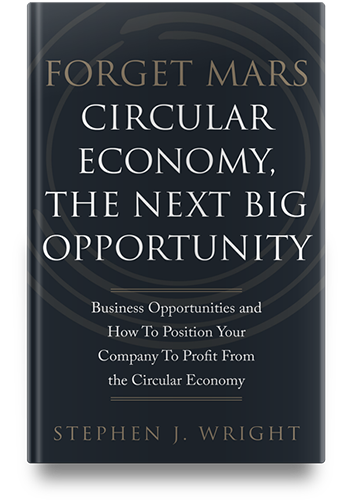 FORGET MARS
CIRCULAR
ECONOMY,
THE NEXT BIG
OPPORTUNITY
Business Opportunities and
How To Position Your
Company To Profit From
the Circular Economy
STEPHEN J. WRIGHT